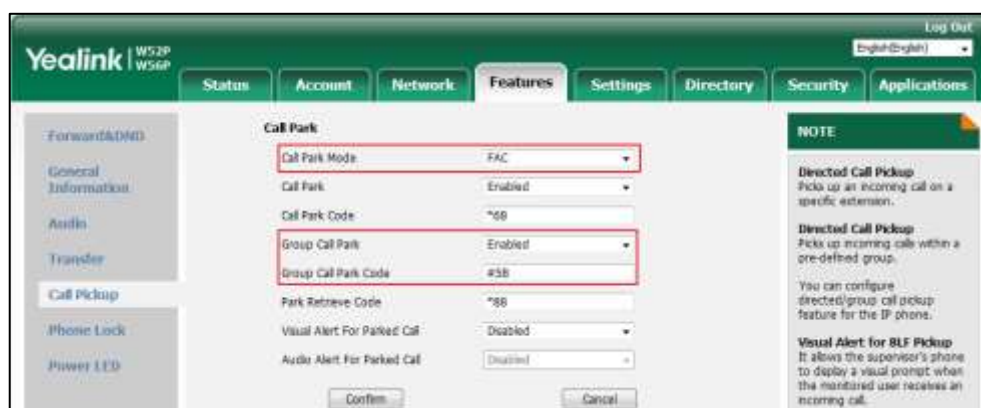 Log Out
Yealink | W52P W56P
English(English)
Status Account Network Features Settings Directory Security Applications
Forward&DND
General Information
Audio
Transfer
Call Pickup
Phone Lock
Power LED
Call Park
Call Park Mode FAC
Call Park Enabled
Call Park Code *68
Group Call Park Enabled
Group Call Park Code #58
Park Retrieve Code *88
Visual Alert For Parked Call Disabled
Audio Alert For Parked Call Disabled
Confirm Cancel
NOTE
Directed Call Pickup
Picks up an incoming call on a
specific extension.
Directed Call Pickup
Picks up incoming calls within a
pre-defined group.
You can configure
directed/group call pickup
feature for the IP phone.
Visual Alert for BLF Pickup
It allows the supervisor's phone
to display a visual prompt when
the monitored user receives an
incoming call.